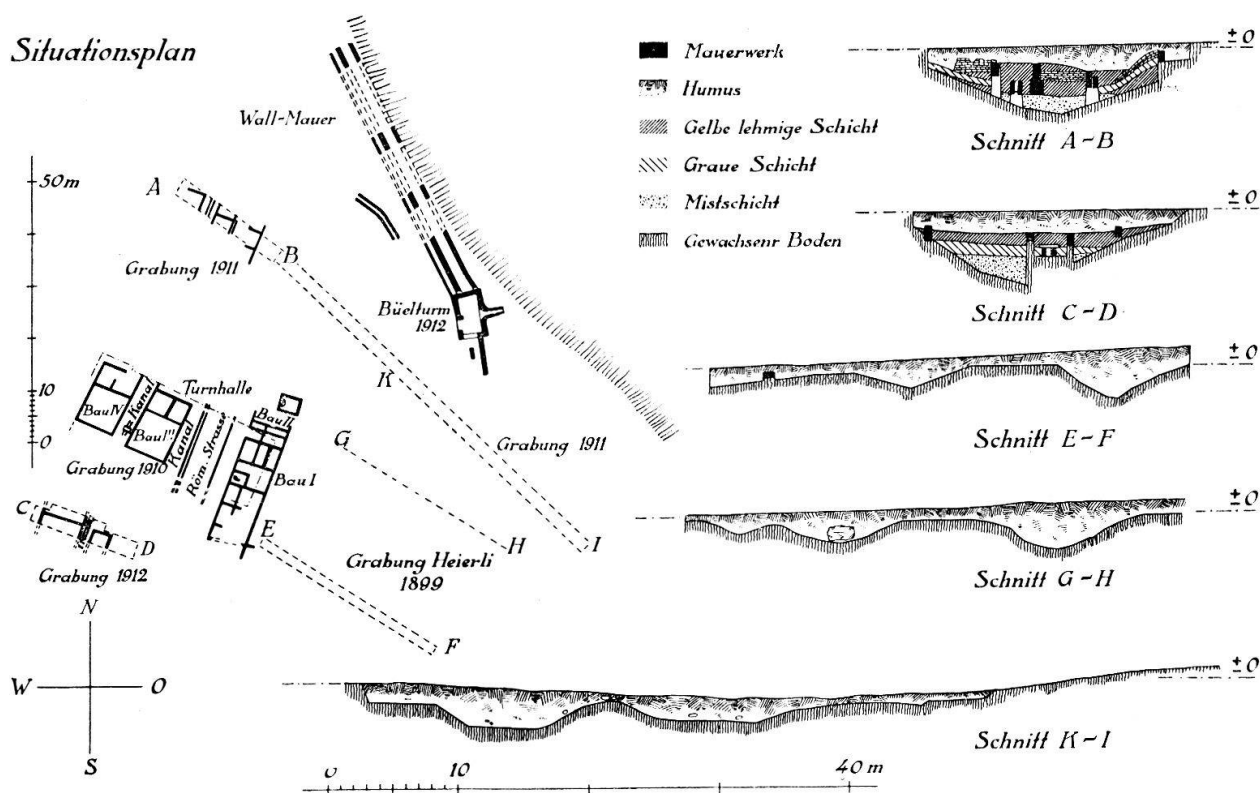 Situationsplan
Wall-Mauer
50 m
10
0
A
B
Grabung 1911
Büelturm
1912
K
Grabung 1911
I
Turnhalle
Bau IV
Kanal
Bau III
Kanal
Röm. Strasse
Bau II
Bau I
Grabung 1910
G
H
Grabung Heierli
1899
C
D
Grabung 1912
E
F
N
W
O
S
Mauerwerk
Humus
Gelbe lehmige Schicht
Graue Schicht
Mistschicht
Gewachsenr Boden
± 0
Schnitt A~B
± 0
Schnitt C~D
± 0
Schnitt E~F
± 0
Schnitt G~H
± 0
Schnitt K~I
0 10 40 m